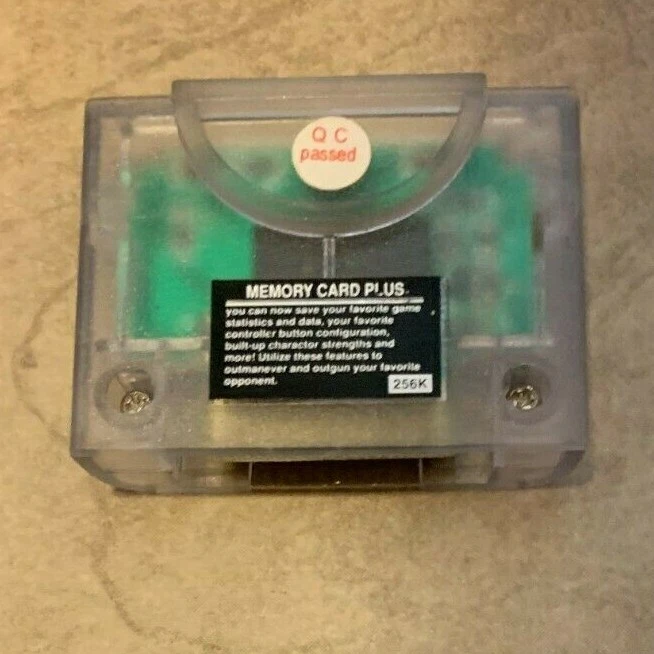 Q C
passed
MEMORY CARD PLUS
you can now save your favorite game
statistics and data, your favorite
controller button configuration,
built-up charactor strengths and
more! Utilize these features to
outmanever and outgun your favorite
opponent.
256K